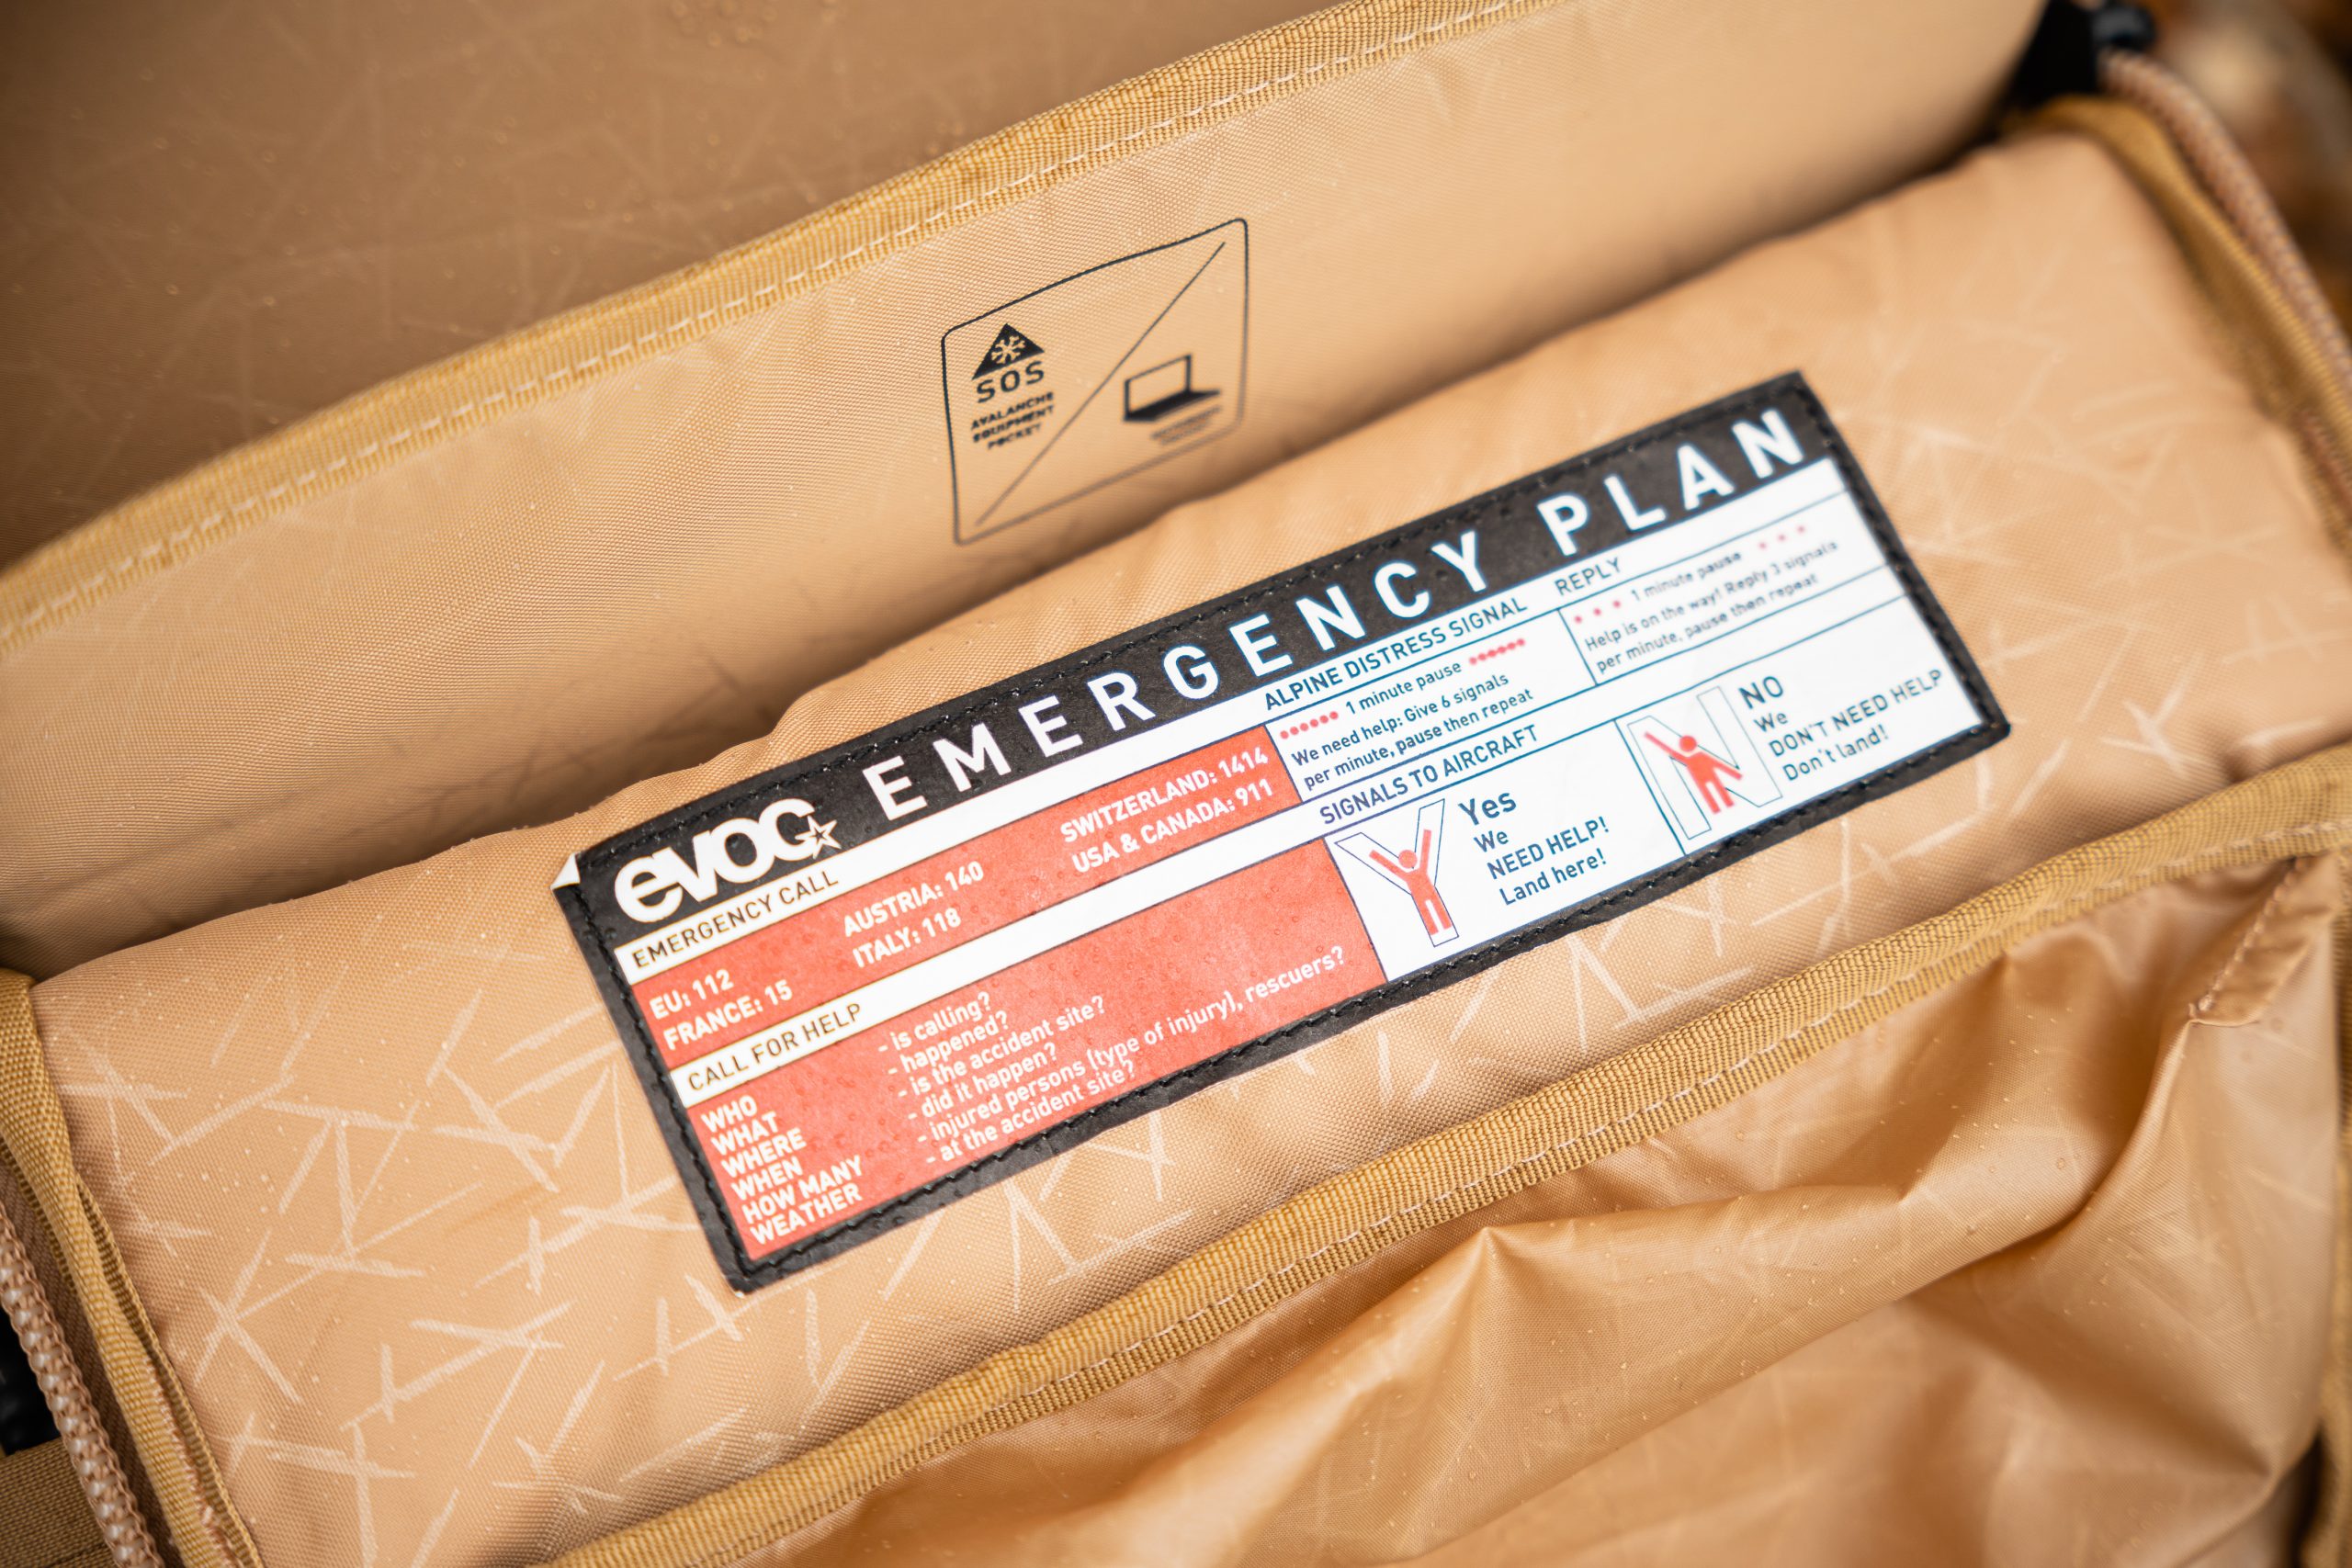 SOS
AVALANCHE
EQUIPMENT
POCKET
evoc EMERGENCY PLAN
EMERGENCY CALL
EU: 112
FRANCE: 15
AUSTRIA: 140
ITALY: 118
SWITZERLAND: 1414
USA & CANADA: 911
CALL FOR HELP
WHO - is calling?
WHAT - happened?
WHERE - is the accident site?
WHEN - did it happen?
HOW MANY - injured persons (type of injury), rescuers?
WEATHER - at the accident site?
ALPINE DISTRESS SIGNAL
1 minute pause
We need help: Give 6 signals
per minute, pause then repeat
REPLY
1 minute pause
Help is on the way! Reply 3 signals
per minute, pause then repeat
SIGNALS TO AIRCRAFT
Yes
We
NEED HELP!
Land here!
NO
We
DON'T NEED HELP
Don't land!